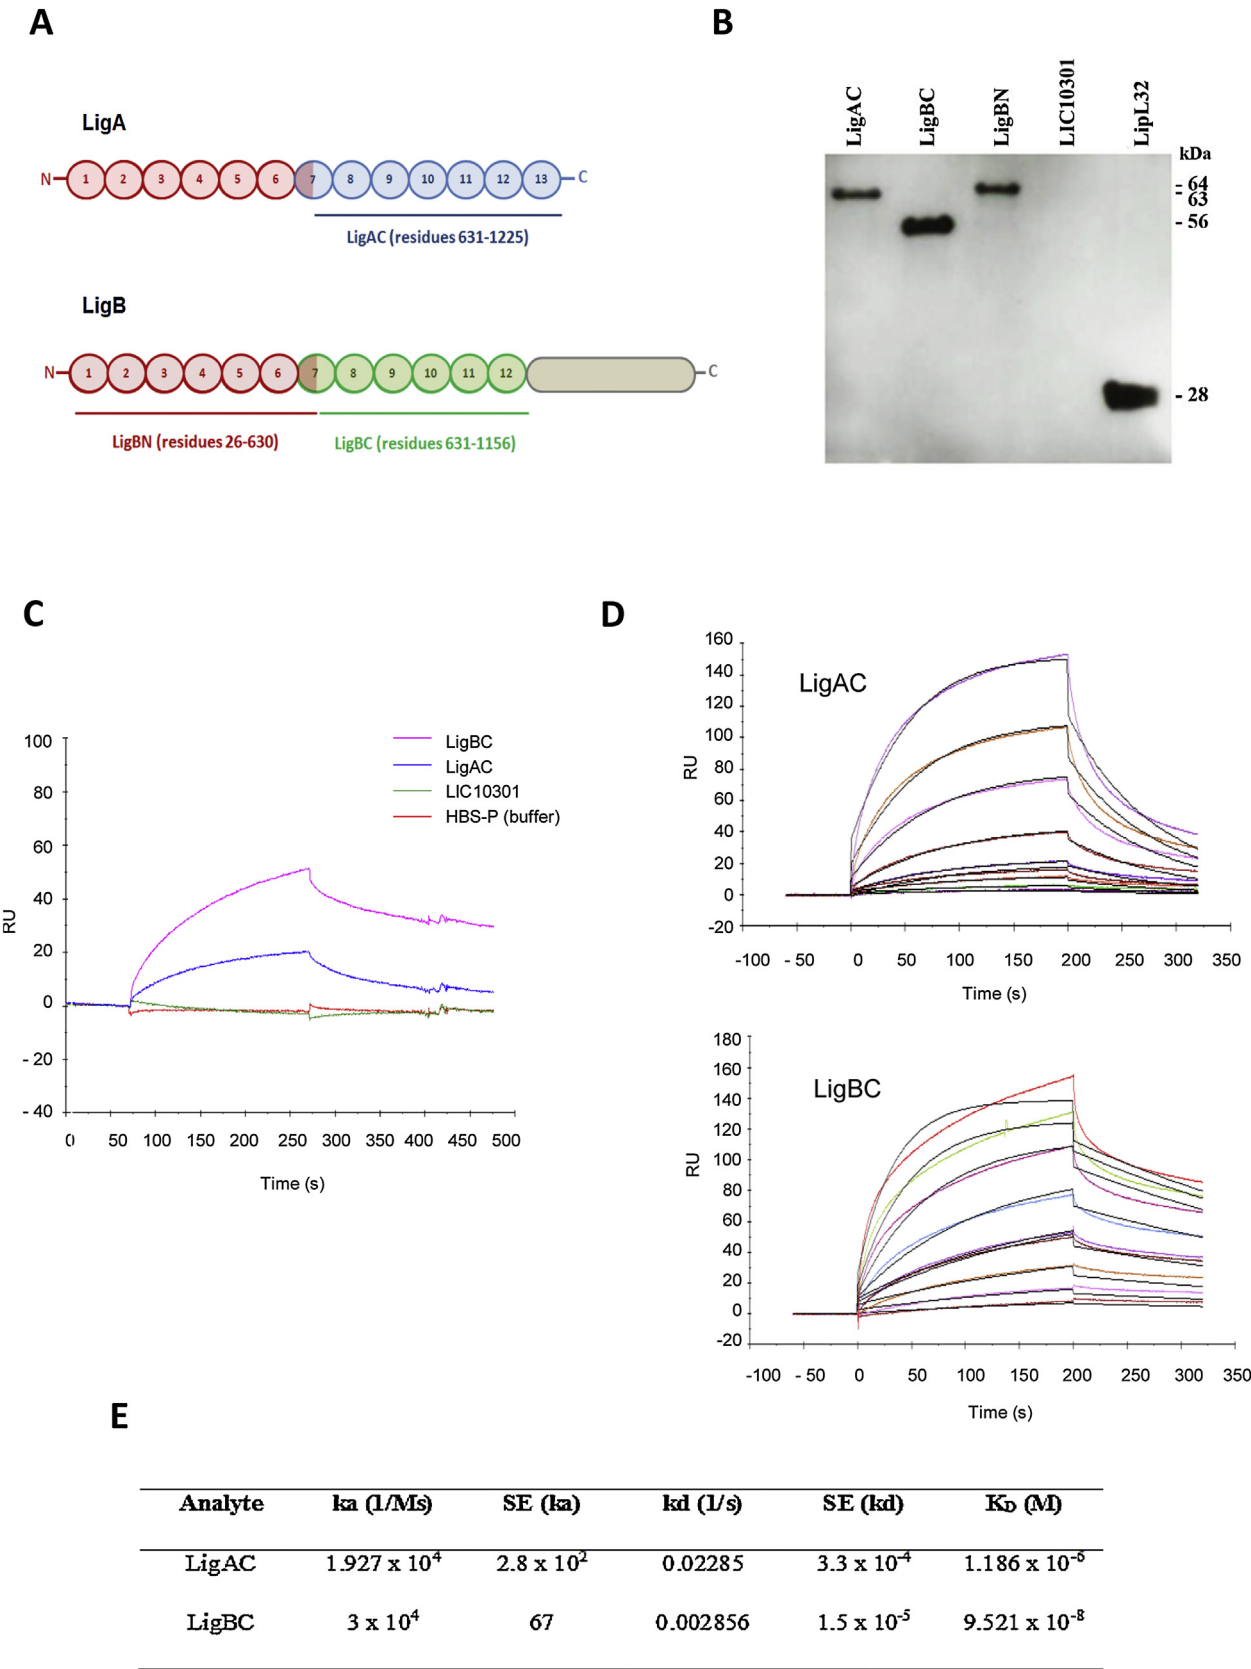 A
LigA
N 1 2 3 4 5 6 7 8 9 10 11 12 13 C
LigAC (residues 631-1225)
LigB
N 1 2 3 4 5 6 7 8 9 10 11 12 C
LigBN (residues 26-630)
LigBC (residues 631-1156)
B
LigAC
LigBC
LigBN
LIC10301
LipL32
kDa
- 64
- 63
- 56
- 28
C
100
80
60
40
20
0
- 20
- 40
RU
LigBC
LigAC
LIC10301
HBS-P (buffer)
0 50 100 150 200 250 300 350 400 450 500
Time (s)
D
LigAC
160
140
120
100
80
60
40
20
0
-20
RU
-100 - 50 0 50 100 150 200 250 300 350
Time (s)
LigBC
180
160
140
120
100
80
60
40
20
0
-20
RU
-100 - 50 0 50 100 150 200 250 300 350
Time (s)
E
Analyte ka (1/Ms) SE (ka) kd (1/s) SE (kd) K_D (M)
LigAC 1.927 x 10⁴ 2.8 x 10² 0.02285 3.3 x 10⁻⁴ 1.186 x 10⁻⁶
LigBC 3 x 10⁴ 67 0.002856 1.5 x 10⁻⁵ 9.521 x 10⁻⁸